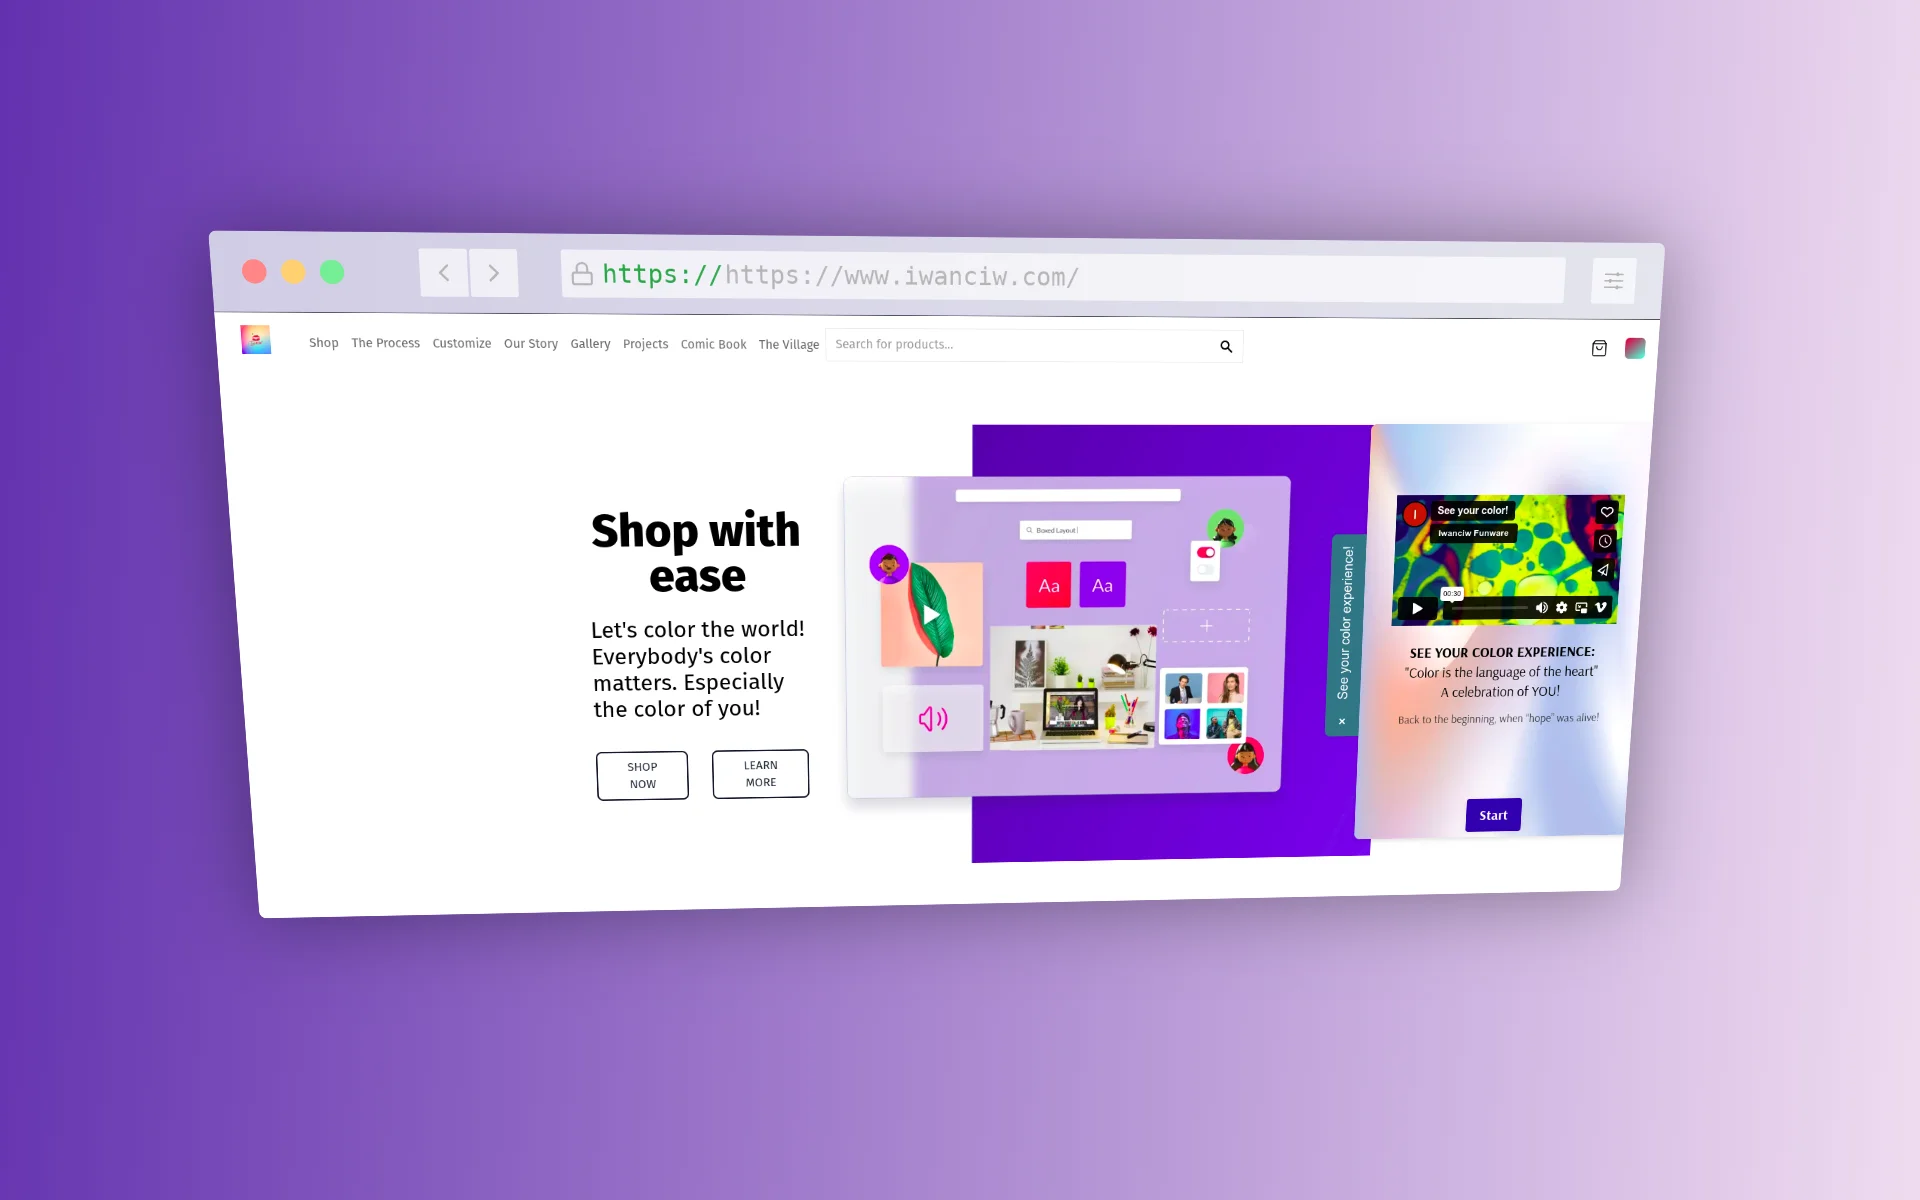 https://https://www.iwanciw.com/
Shop The Process Customize Our Story Gallery Projects Comic Book The Village Search for products...
Shop with
ease
Let's color the world!
Everybody's color
matters. Especially
the color of you!
SHOP
NOW
LEARN
MORE
Boxed Layout
Aa Aa
See your color experience!
×
I
See your color!
Iwanciw Funware
00:30
SEE YOUR COLOR EXPERIENCE:
"Color is the language of the heart"
A celebration of YOU!
Back to the beginning, when "hope" was alive!
Start